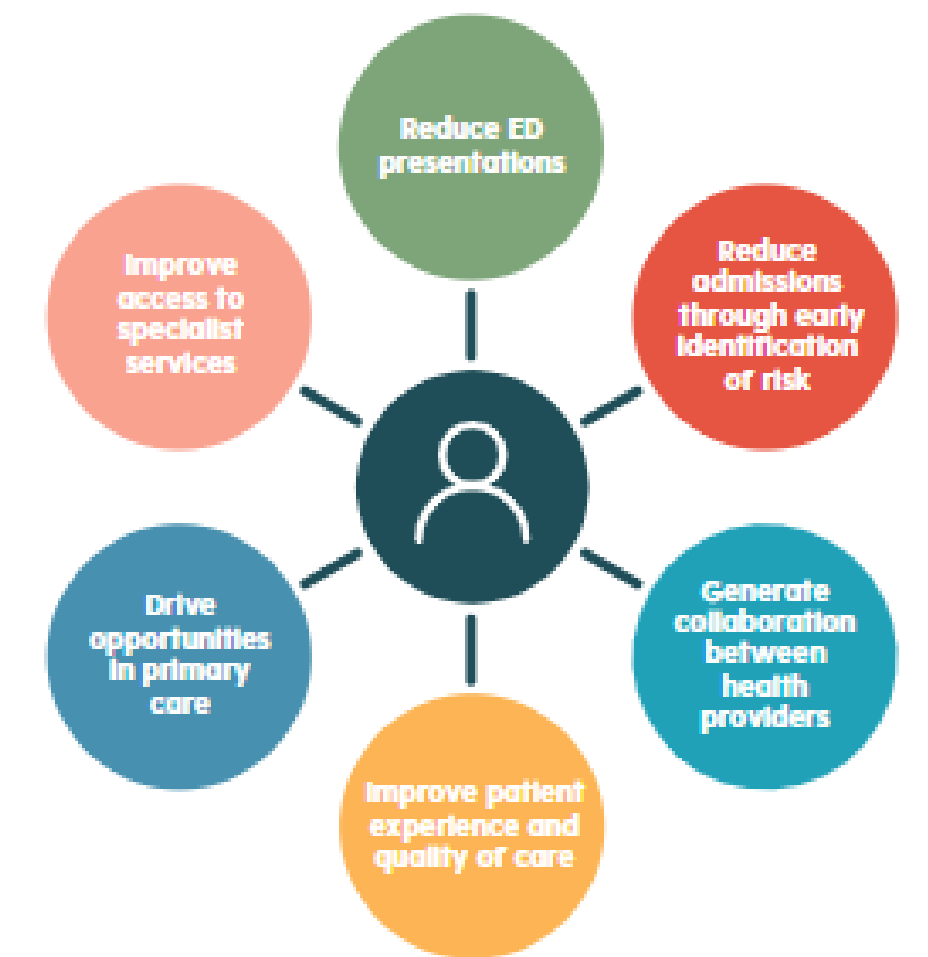 Reduce ED
presentations
Reduce
admissions
through early
identification
of risk
Generate
collaboration
between
health
providers
Improve patient
experience and
quality of care
Drive
opportunities
in primary
care
Improve
access to
specialist
services